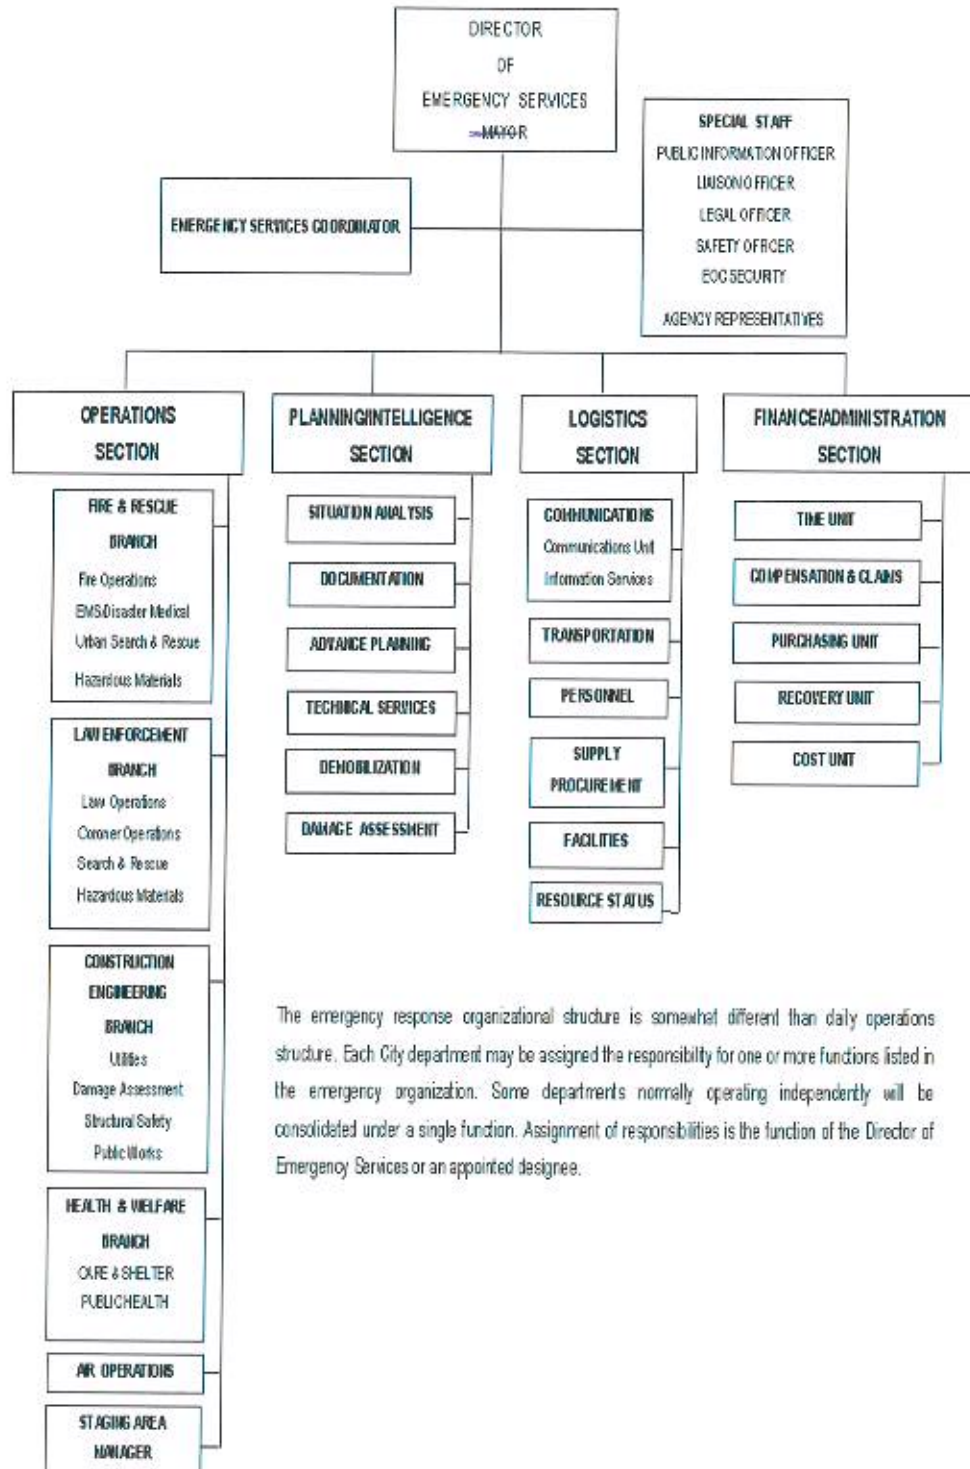 DIRECTOR
OF
EMERGENCY SERVICES
MAYOR
SPECIAL STAFF
PUBLIC INFORMATION OFFICER
LIAISON OFFICER
LEGAL OFFICER
SAFETY OFFICER
EOC SECURITY
AGENCY REPRESENTATIVES
EMERGENCY SERVICES COORDINATOR
OPERATIONS
SECTION
FIRE & RESCUE
BRANCH
Fire Operations
EMS/Disaster Medical
Urban Search & Rescue
Hazardous Materials
LAW ENFORCEMENT
BRANCH
Law Operations
Coroner Operations
Search & Rescue
Hazardous Materials
CONSTRUCTION
ENGINEERING
BRANCH
Utilities
Damage Assessment
Structural Safety
Public Works
HEALTH & WELFARE
BRANCH
CARE & SHELTER
PUBLIC HEALTH
AIR OPERATIONS
STAGING AREA
MANAGER
PLANNING/INTELLIGENCE
SECTION
SITUATION ANALYSIS
DOCUMENTATION
ADVANCE PLANNING
TECHNICAL SERVICES
DEMOBILIZATION
DAMAGE ASSESSMENT
LOGISTICS
SECTION
COMMUNICATIONS
Communications Unit
Information Services
TRANSPORTATION
PERSONNEL
SUPPLY
PROCUREMENT
FACILITIES
RESOURCE STATUS
FINANCE/ADMINISTRATION
SECTION
TIME UNIT
COMPENSATION & CLAIMS
PURCHASING UNIT
RECOVERY UNIT
COST UNIT
The emergency response organizational structure is somewhat different than daily operations
structure. Each City department may be assigned the responsibility for one or more functions listed in
the emergency organization. Some departments normally operating independently will be
consolidated under a single function. Assignment of responsibilities is the function of the Director of
Emergency Services or an appointed designee.